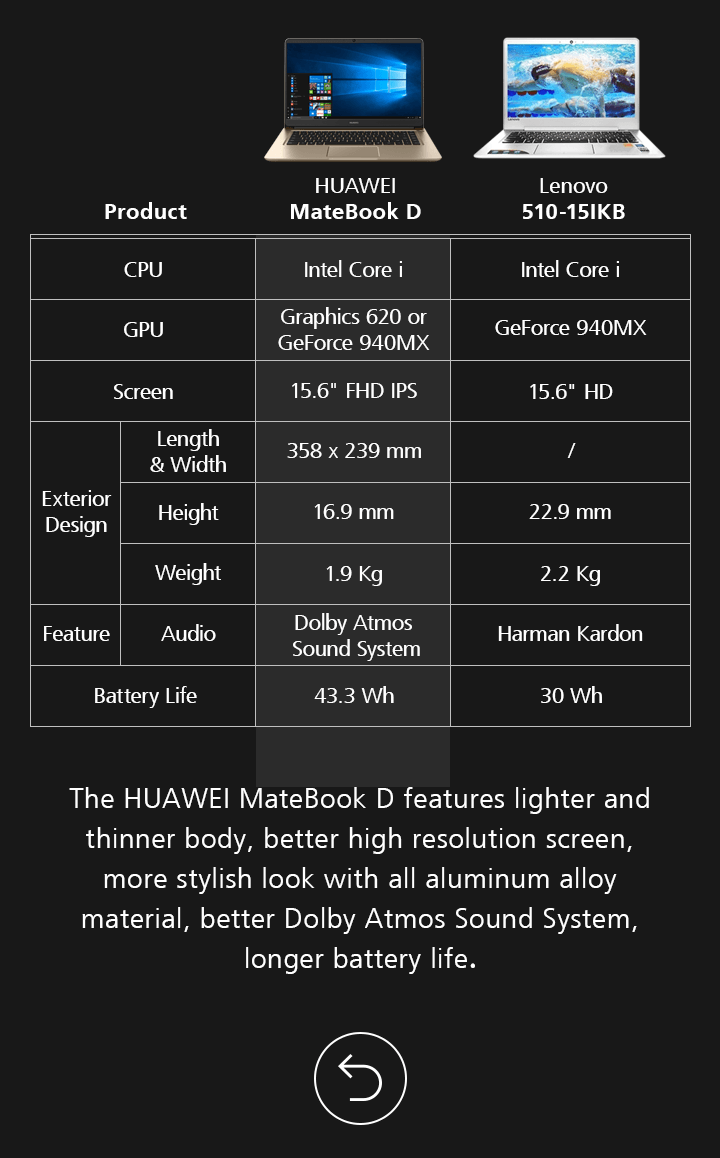 HUAWEI
MateBook D
Lenovo
510-15IKB
Product
CPU
Intel Core i
Intel Core i
GPU
Graphics 620 or
GeForce 940MX
GeForce 940MX
Screen
15.6" FHD IPS
15.6" HD
Exterior
Design
Length
& Width
358 x 239 mm
/
Height
16.9 mm
22.9 mm
Weight
1.9 Kg
2.2 Kg
Feature
Audio
Dolby Atmos
Sound System
Harman Kardon
Battery Life
43.3 Wh
30 Wh
The HUAWEI MateBook D features lighter and
thinner body, better high resolution screen,
more stylish look with all aluminum alloy
material, better Dolby Atmos Sound System,
longer battery life.